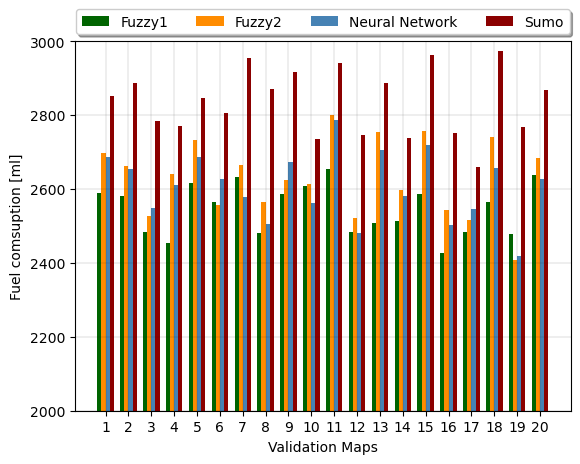 Fuzzy1 Fuzzy2 Neural Network Sumo
3000
2800
2600
2400
2200
2000
Fuel comsuption [ml]
1 2 3 4 5 6 7 8 9 10 11 12 13 14 15 16 17 18 19 20
Validation Maps